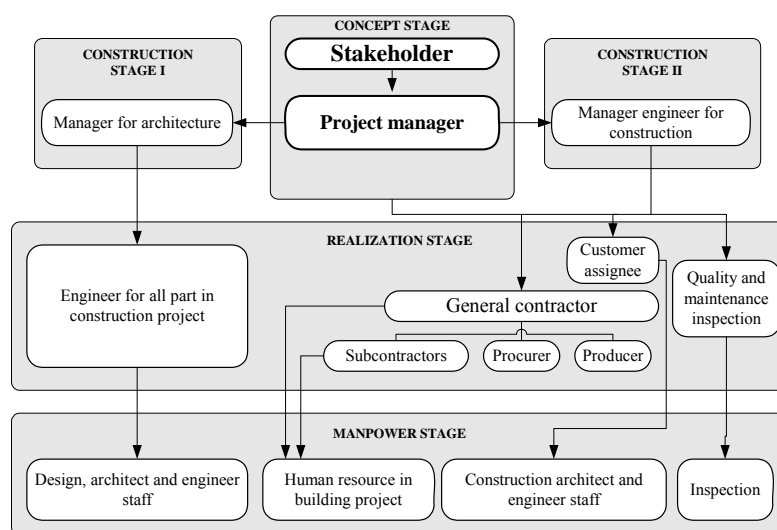 CONCEPT STAGE
Stakeholder
Project manager
CONSTRUCTION
STAGE I
Manager for architecture
CONSTRUCTION
STAGE II
Manager engineer for
construction
REALIZATION STAGE
Engineer for all part in
construction project
Customer
assignee
Quality and
maintenance
inspection
General contractor
Subcontractors
Procurer
Producer
MANPOWER STAGE
Design, architect and engineer
staff
Human resource in
building project
Construction architect and
engineer staff
Inspection